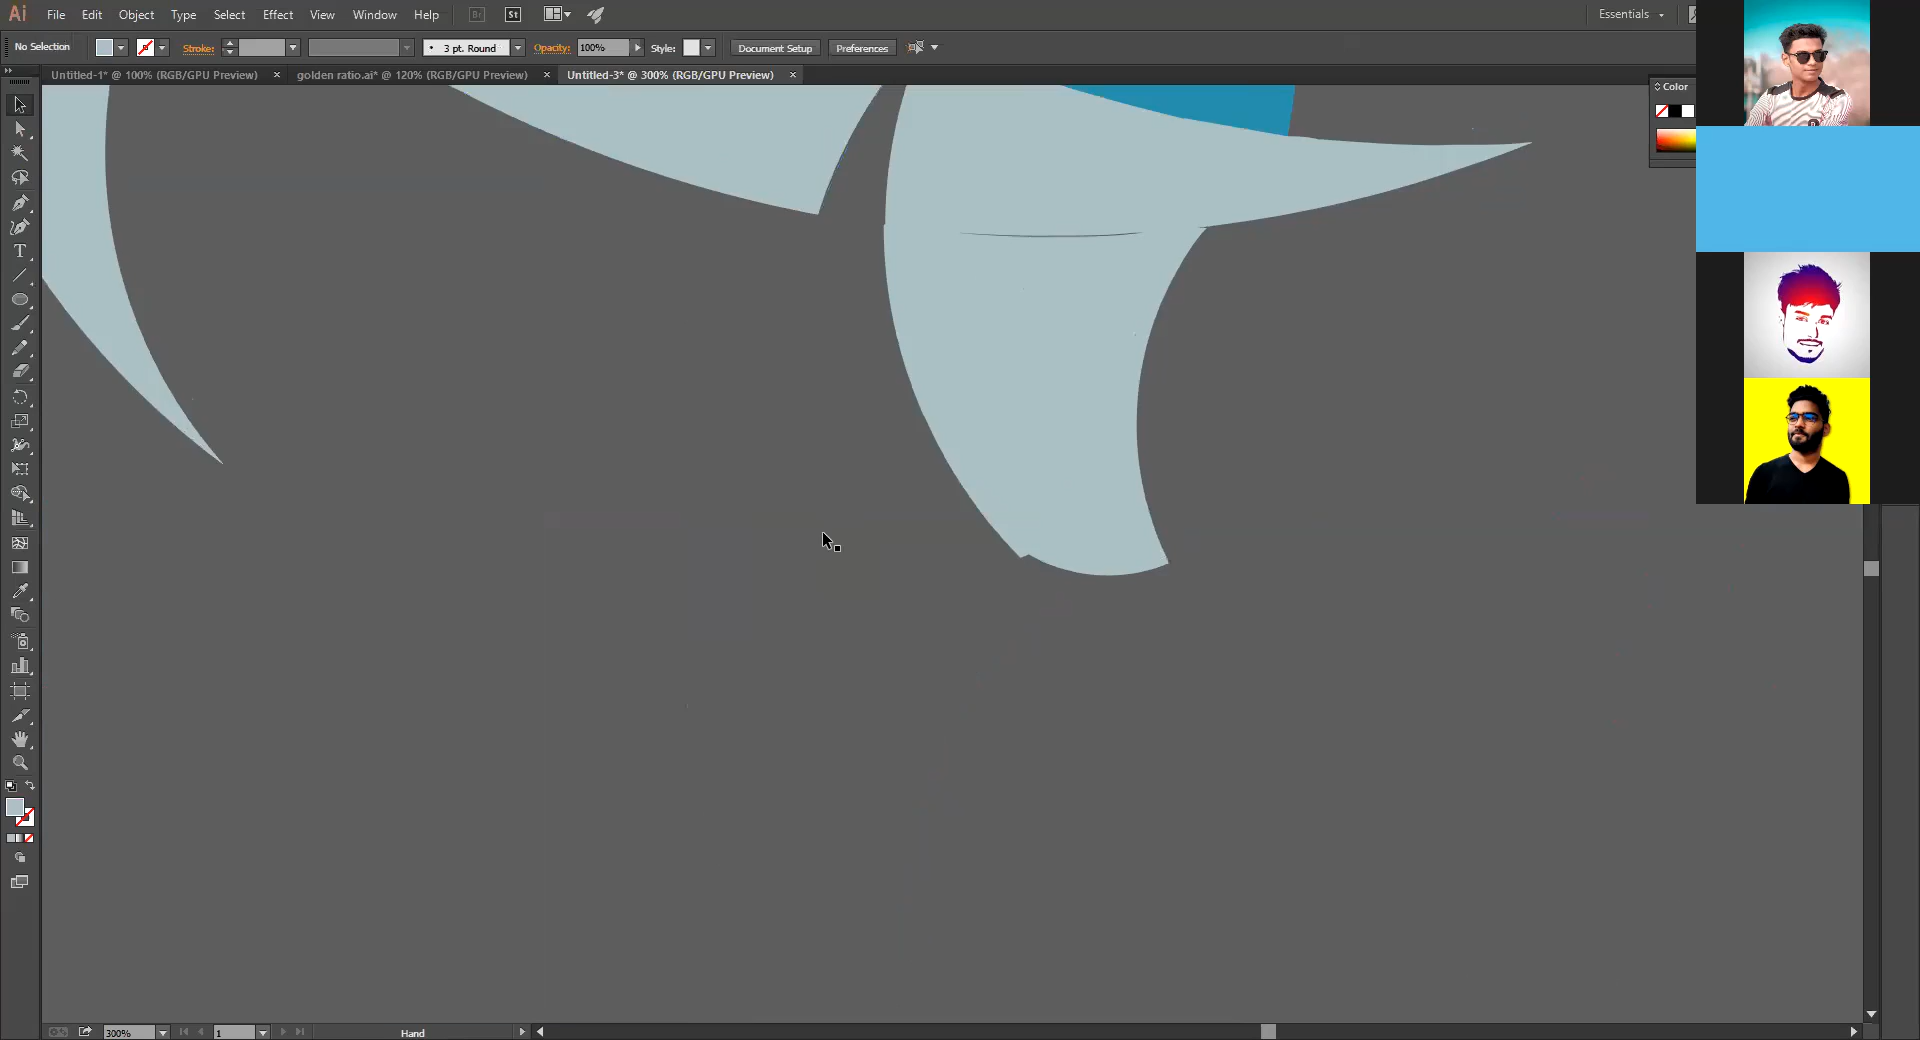 Ai File Edit Object Type Select Effect View Window Help Br St Essentials
No Selection Stroke: 3 pt. Round Opacity: 100% Style: Document Setup Preferences
Untitled-1* @ 100% (RGB/GPU Preview) × golden ratio.ai* @ 120% (RGB/GPU Preview) × Untitled-3* @ 300% (RGB/GPU Preview) ×
Color
300% 1 Hand